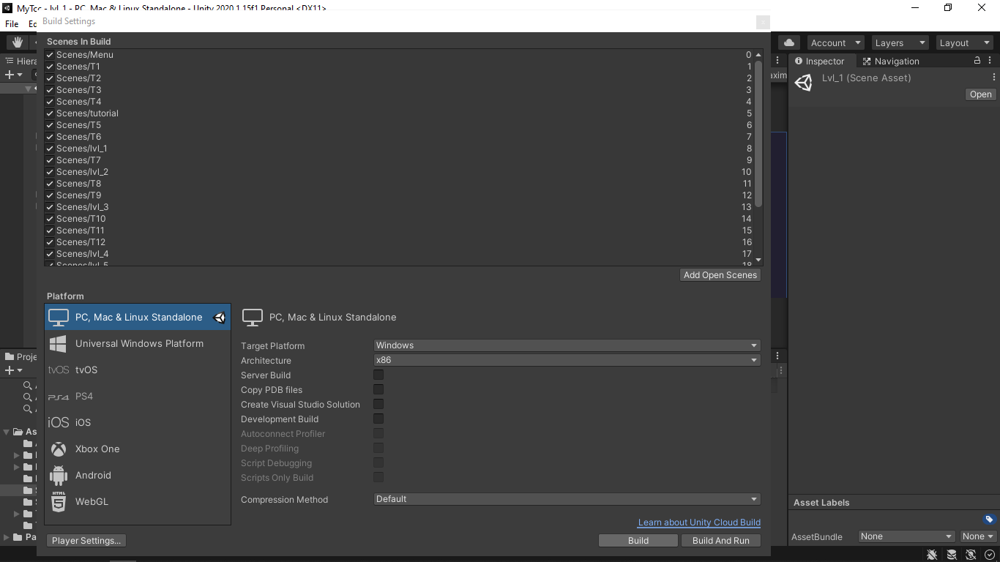 MyTcc - lvl_1 - PC, Mac & Linux Standalone - Unity 2020.1.15f1 Personal <DX11>
File
Build Settings
x
Scenes In Build
Account
Layers
Layout
Scenes/Menu 0
Scenes/T1 1
Scenes/T2 2
Scenes/T3 3
Scenes/T4 4
Scenes/tutorial 5
Scenes/T5 6
Scenes/T6 7
Scenes/lvl_1 8
Scenes/T7 9
Scenes/lvl_2 10
Scenes/T8 11
Scenes/T9 12
Scenes/lvl_3 13
Scenes/T10 14
Scenes/T11 15
Scenes/T12 16
Scenes/lvl_4 17
Scenes/lvl_5 18
Hiera
Inspector
Navigation
axim
Lvl_1 (Scene Asset)
Open
Add Open Scenes
Platform
PC, Mac & Linux Standalone
Universal Windows Platform
tvOS tvOS
PS4 PS4
iOS iOS
Xbox One
Android
HTML 5 WebGL
PC, Mac & Linux Standalone
Target Platform Windows
Architecture x86
Server Build
Copy PDB files
Create Visual Studio Solution
Development Build
Autoconnect Profiler
Deep Profiling
Script Debugging
Scripts Only Build
Compression Method Default
Learn about Unity Cloud Build
Player Settings...
Build
Build And Run
Proje
As
Pa
Asset Labels
AssetBundle None None